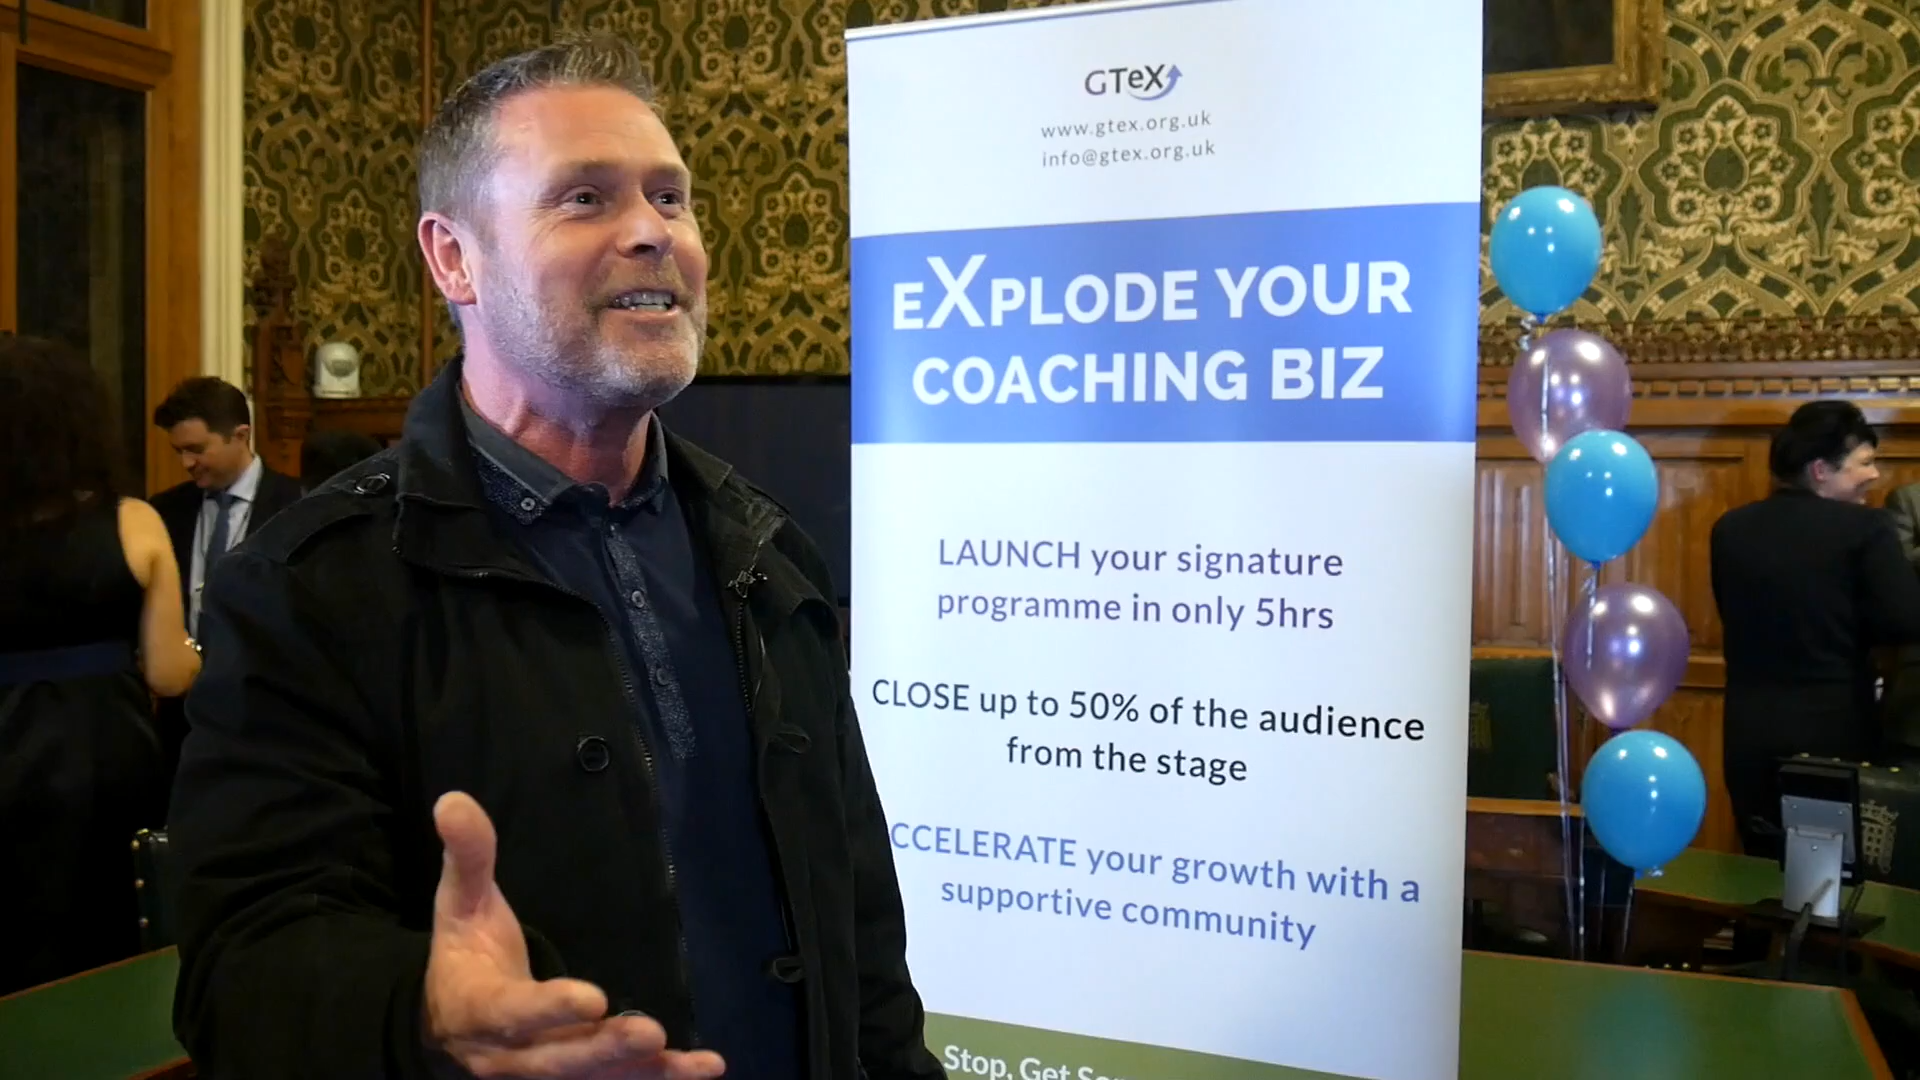 GTeX
www.gtex.org.uk
info@gtex.org.uk
eXPLODE YOUR
COACHING BIZ
LAUNCH your signature
programme in only 5hrs
CLOSE up to 50% of the audience
from the stage
CCELERATE your growth with a
supportive community
Stop, Get